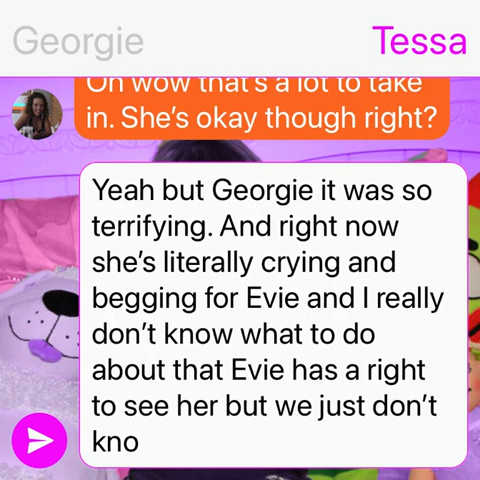 Georgie
Tessa
Oh wow that's a lot to take
in. She's okay though right?
Yeah but Georgie it was so
terrifying. And right now
she's literally crying and
begging for Evie and I really
don't know what to do
about that Evie has a right
to see her but we just don't
kno